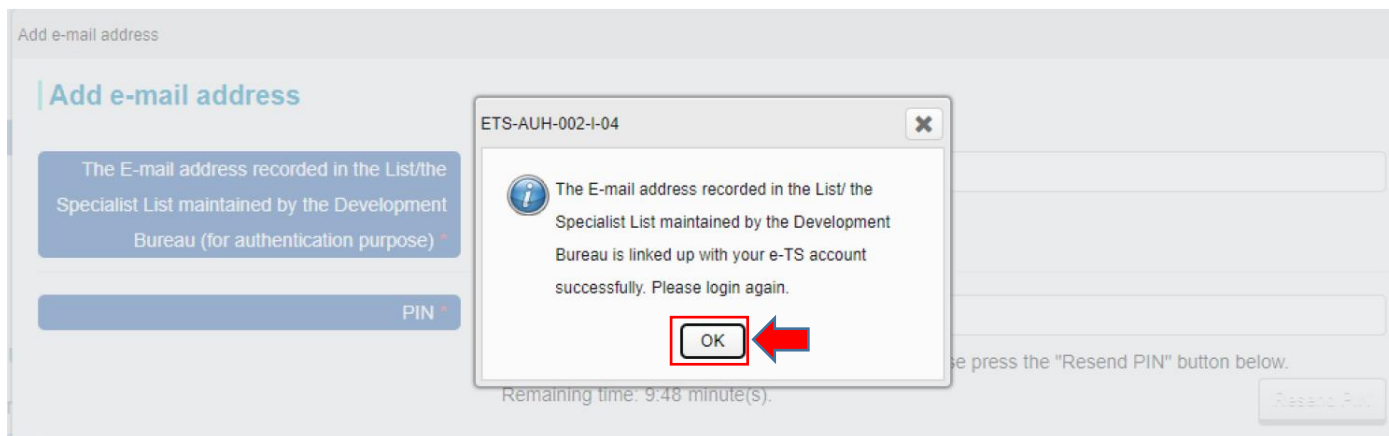 Add e-mail address
Add e-mail address
The E-mail address recorded in the List/the
Specialist List maintained by the Development
Bureau (for authentication purpose) *
PIN *
ETS-AUH-002-I-04
The E-mail address recorded in the List/ the
Specialist List maintained by the Development
Bureau is linked up with your e-TS account
successfully. Please login again.
OK
press the "Resend PIN" button below.
Remaining time: 9:48 minute(s).
Resend PIN